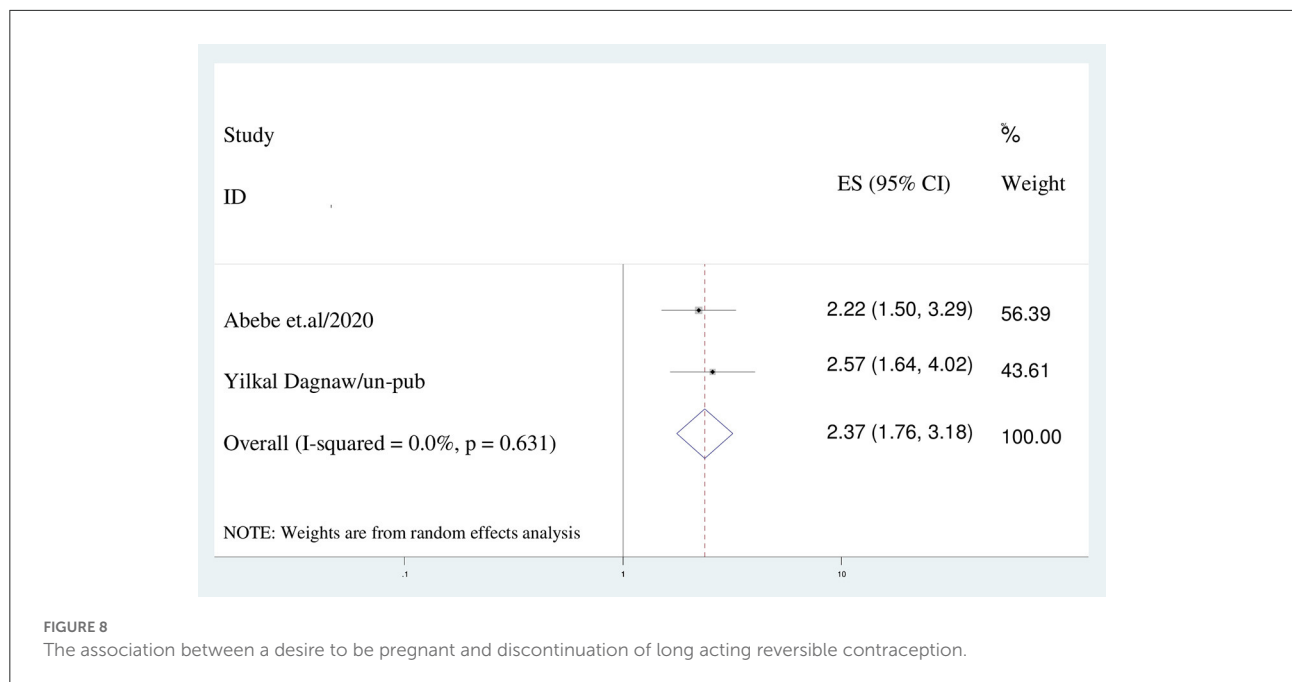 Study
%
ID
ES (95% CI)
Weight
Abebe et.al/2020
2.22 (1.50, 3.29)
56.39
Yilkal Dagnaw/un-pub
2.57 (1.64, 4.02)
43.61
Overall (I-squared = 0.0%, p = 0.631)
2.37 (1.76, 3.18)
100.00
NOTE: Weights are from random effects analysis
.1
1
10
FIGURE 8
The association between a desire to be pregnant and discontinuation of long acting reversible contraception.